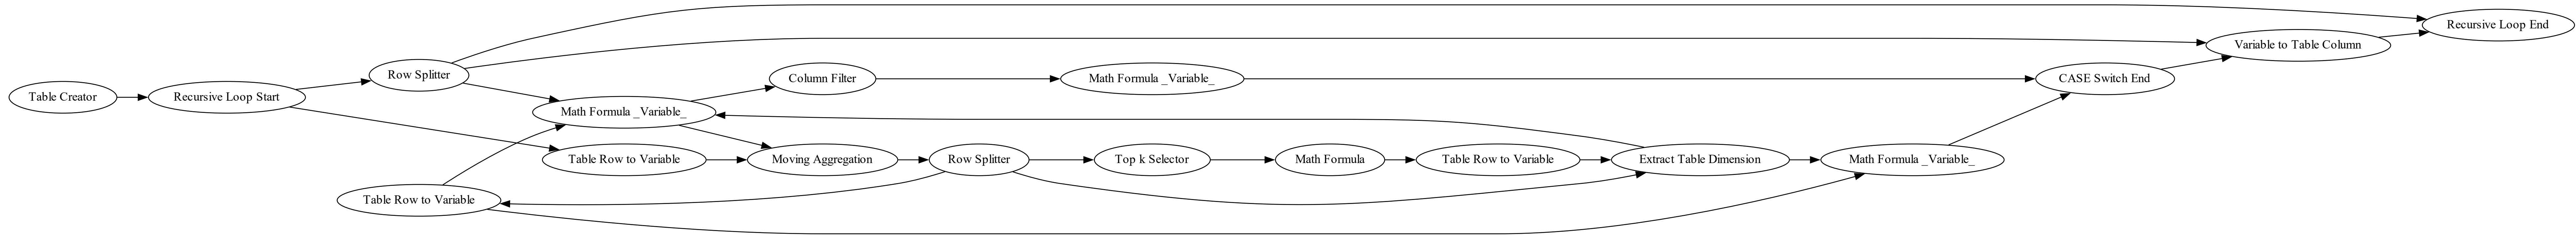 Table Creator
Recursive Loop Start
Row Splitter
Table Row to Variable
Math Formula _Variable_
Table Row to Variable
Column Filter
Moving Aggregation
Row Splitter
Math Formula _Variable_
Top k Selector
Math Formula
Table Row to Variable
Extract Table Dimension
Math Formula _Variable_
CASE Switch End
Variable to Table Column
Recursive Loop End